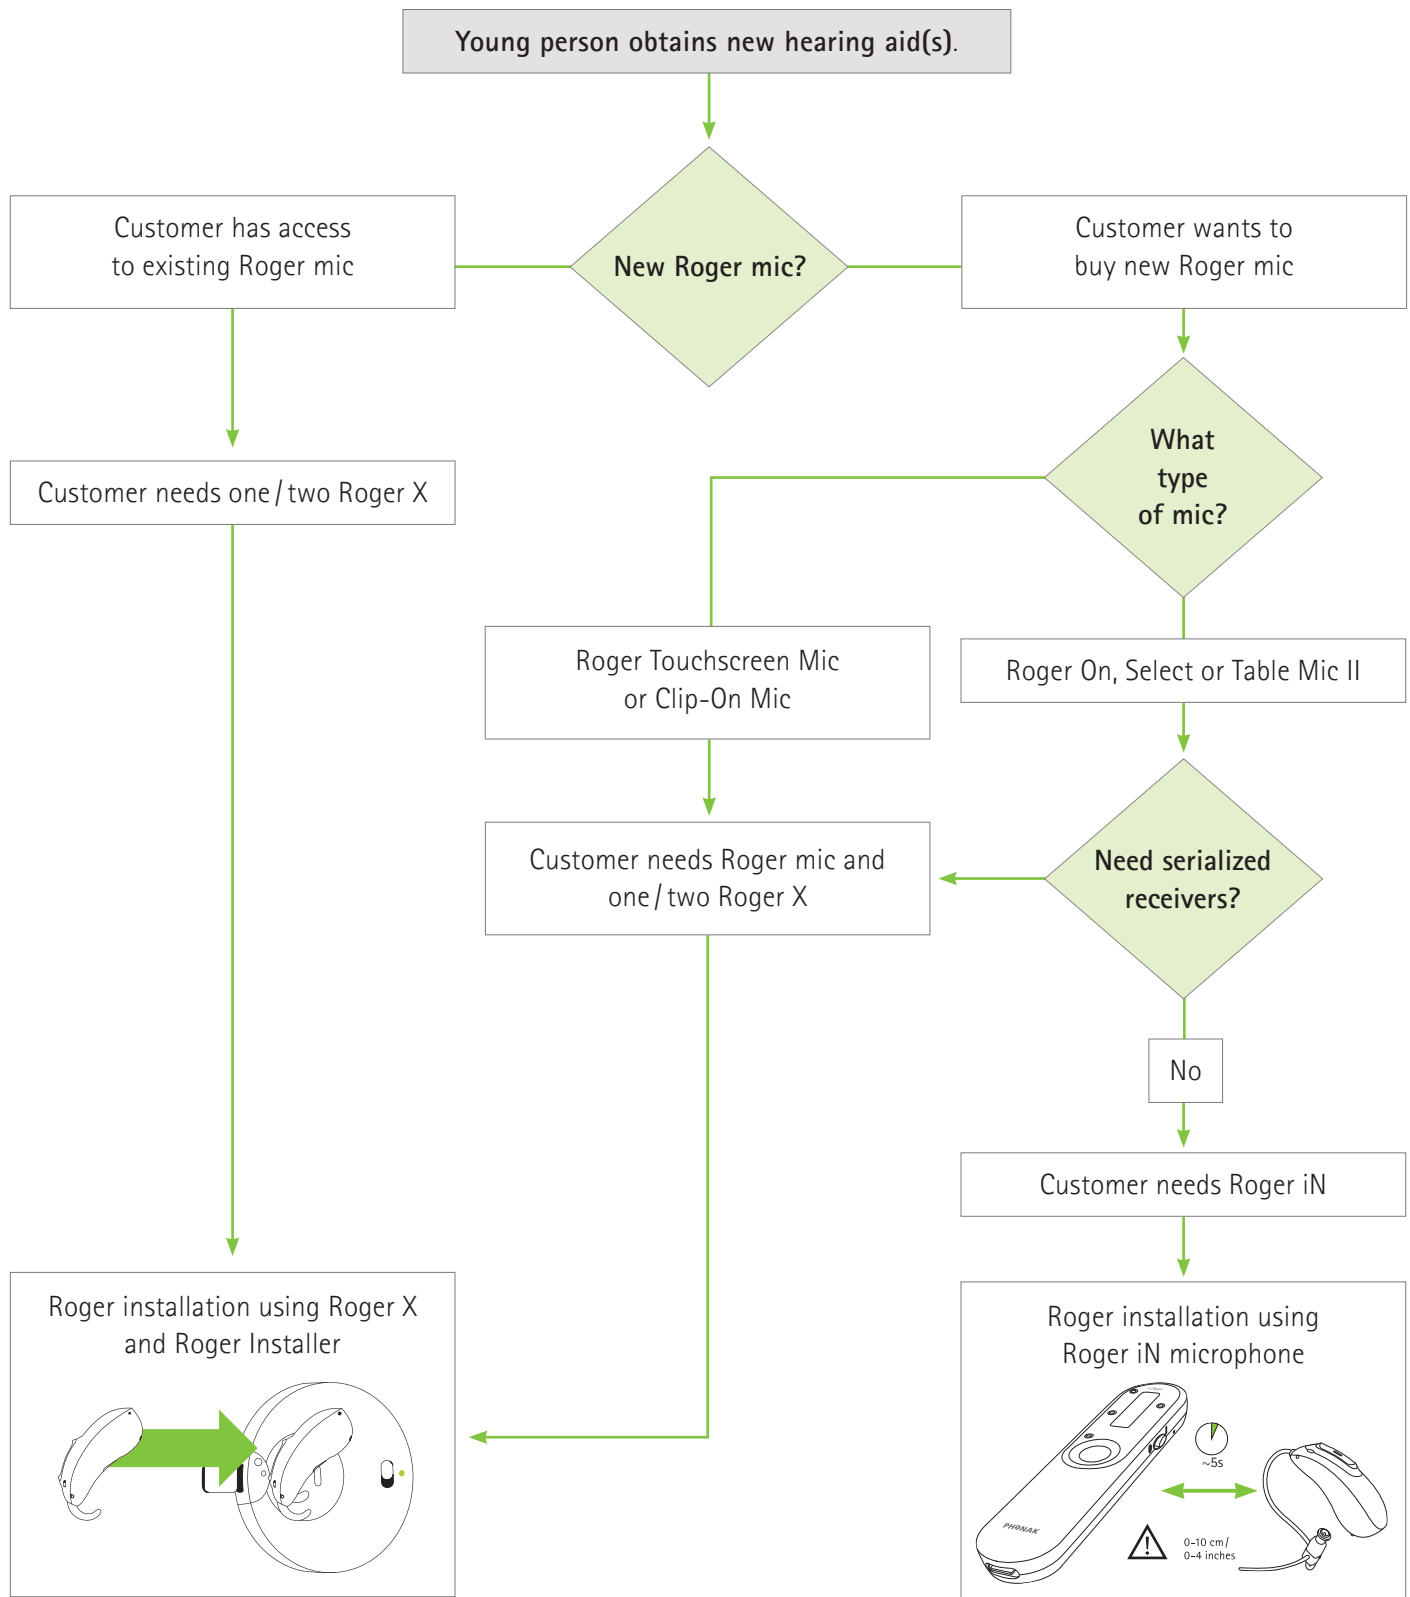 Young person obtains new hearing aid(s).
Customer has access
to existing Roger mic
New Roger mic?
Customer wants to
buy new Roger mic
What
type
of mic?
Customer needs one / two Roger X
Roger Touchscreen Mic
or Clip-On Mic
Roger On, Select or Table Mic II
Customer needs Roger mic and
one / two Roger X
Need serialized
receivers?
No
Customer needs Roger iN
Roger installation using Roger X
and Roger Installer
Roger installation using
Roger iN microphone
~5s
PHONAK
0-10 cm /
0-4 inches